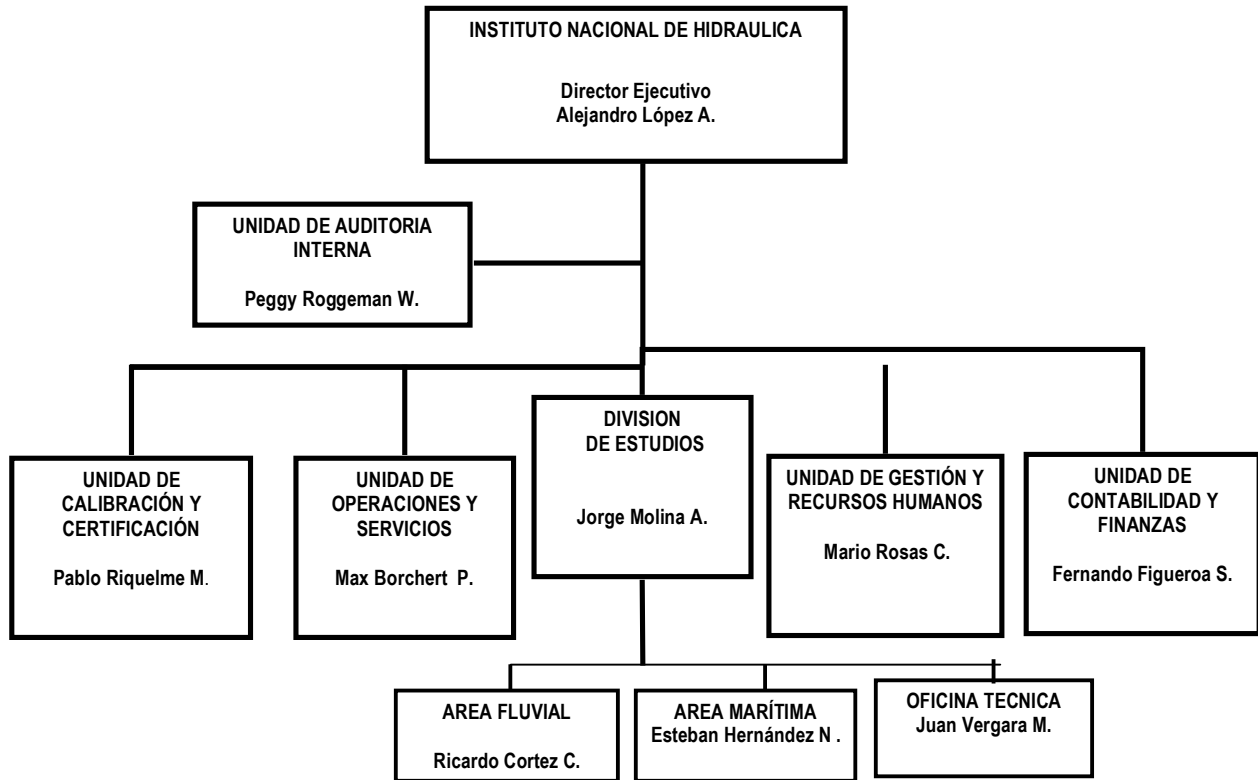 INSTITUTO NACIONAL DE HIDRAULICA
Director Ejecutivo
Alejandro López A.
UNIDAD DE AUDITORIA
INTERNA
Peggy Roggeman W.
UNIDAD DE
CALIBRACIÓN Y
CERTIFICACIÓN
Pablo Riquelme M.
UNIDAD DE
OPERACIONES Y
SERVICIOS
Max Borchert P.
DIVISION
DE ESTUDIOS
Jorge Molina A.
UNIDAD DE GESTIÓN Y
RECURSOS HUMANOS
Mario Rosas C.
UNIDAD DE
CONTABILIDAD Y
FINANZAS
Fernando Figueroa S.
AREA FLUVIAL
Ricardo Cortez C.
AREA MARÍTIMA
Esteban Hernández N .
OFICINA TECNICA
Juan Vergara M.